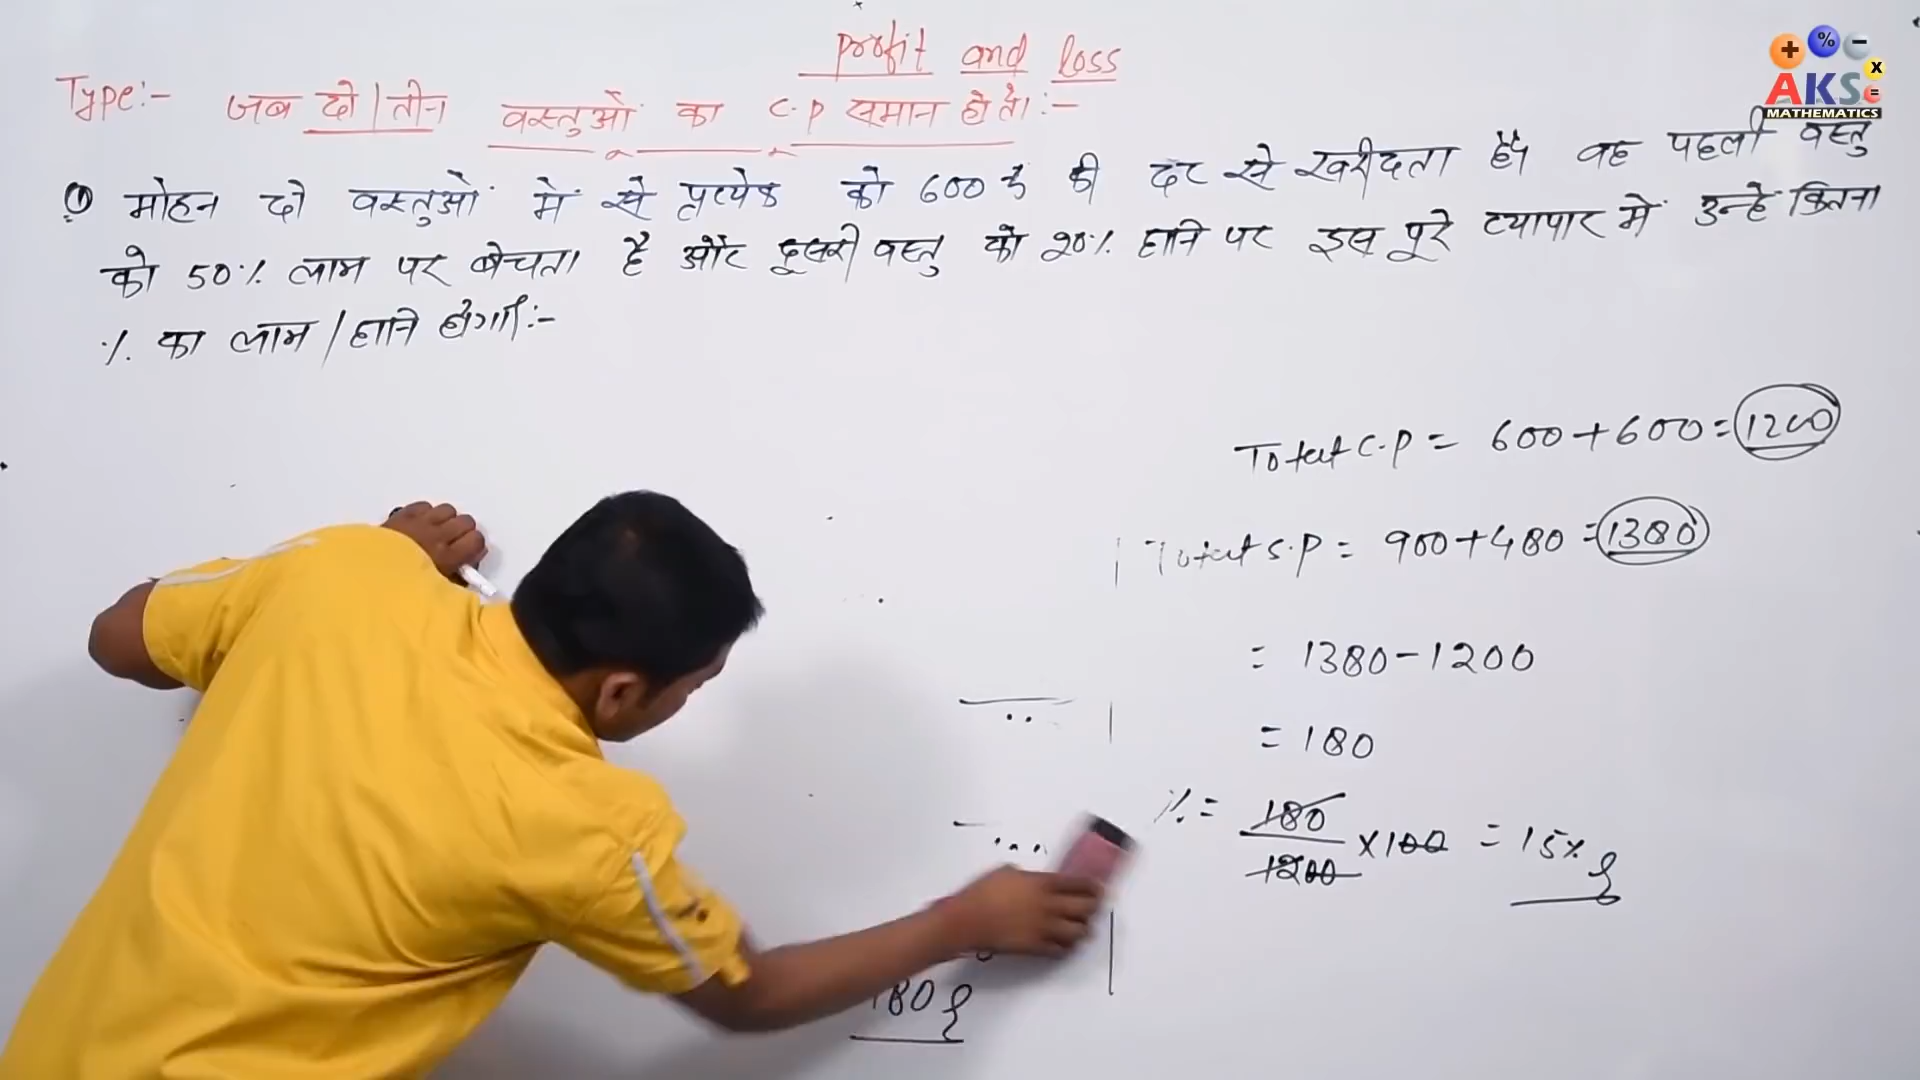 profit and loss
Type:- जब दो/तीन वस्तुओं का C.P समान हो तो:-
AKS
MATHEMATICS
Q मोहन दो वस्तुओं में से प्रत्येक को 600 रु की दर से खरीदता है। वह पहली वस्तु
को 50% लाभ पर बेचता है और दूसरी वस्तु को 20% हानि पर इस पूरे व्यापार में उन्हे कितना
% का लाभ/हानि होगा:-
Total C.P = 600+600=1200
Total S.P = 900+480=1380
= 1380-1200
= 180
%= 180/1200 ×100 = 15%
180